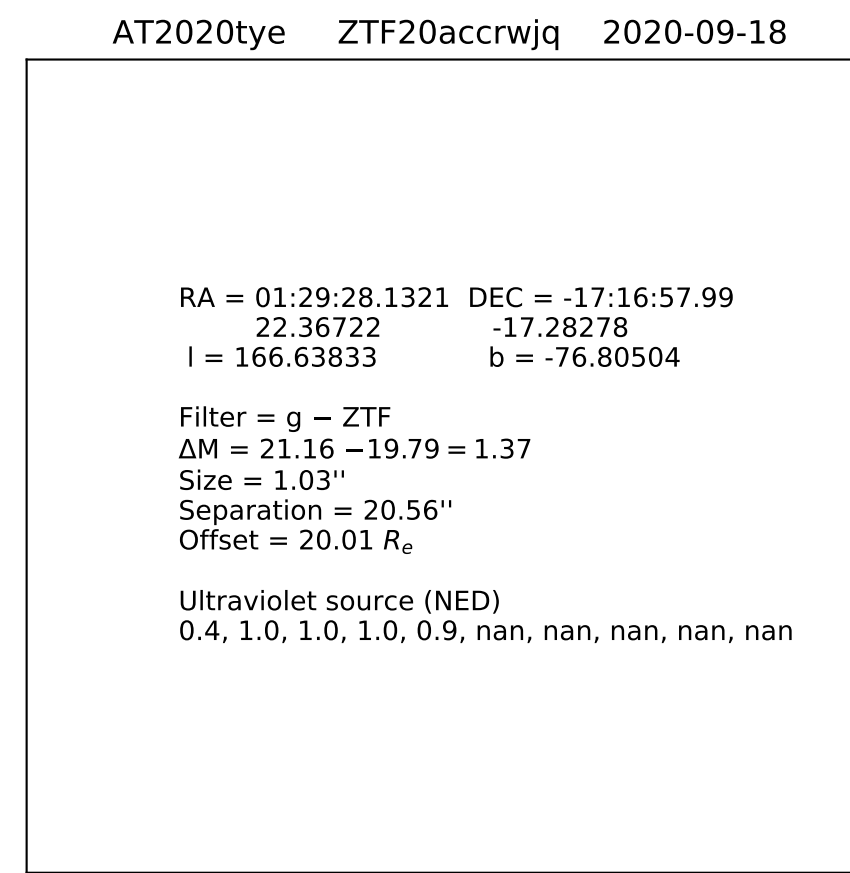 AT2020tye ZTF20accrwjq 2020-09-18
RA = 01:29:28.1321 DEC = -17:16:57.99
22.36722 -17.28278
l = 166.63833 b = -76.80504
Filter = g − ZTF
ΔM = 21.16 −19.79 = 1.37
Size = 1.03''
Separation = 20.56''
Offset = 20.01 Rₑ
Ultraviolet source (NED)
0.4, 1.0, 1.0, 1.0, 0.9, nan, nan, nan, nan, nan